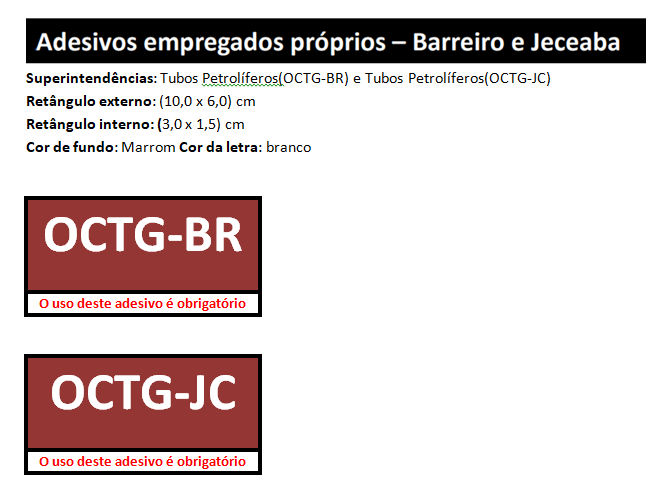 Adesivos empregados próprios – Barreiro e Jeceaba
Superintendências: Tubos Petrolíferos(OCTG-BR) e Tubos Petrolíferos(OCTG-JC)
Retângulo externo: (10,0 x 6,0) cm
Retângulo interno: (3,0 x 1,5) cm
Cor de fundo: Marrom Cor da letra: branco
OCTG-BR
O uso deste adesivo é obrigatório
OCTG-JC
O uso deste adesivo é obrigatório